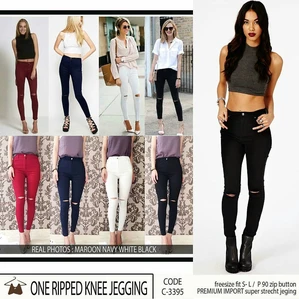 REAL PHOTOS : MAROON NAVY WHITE BLACK
ONE RIPPED KNEE JEGGING
CODE
C-3395
freesize fit S- L / P 90 zip button
PREMIUM IMPORT super strecht jeging